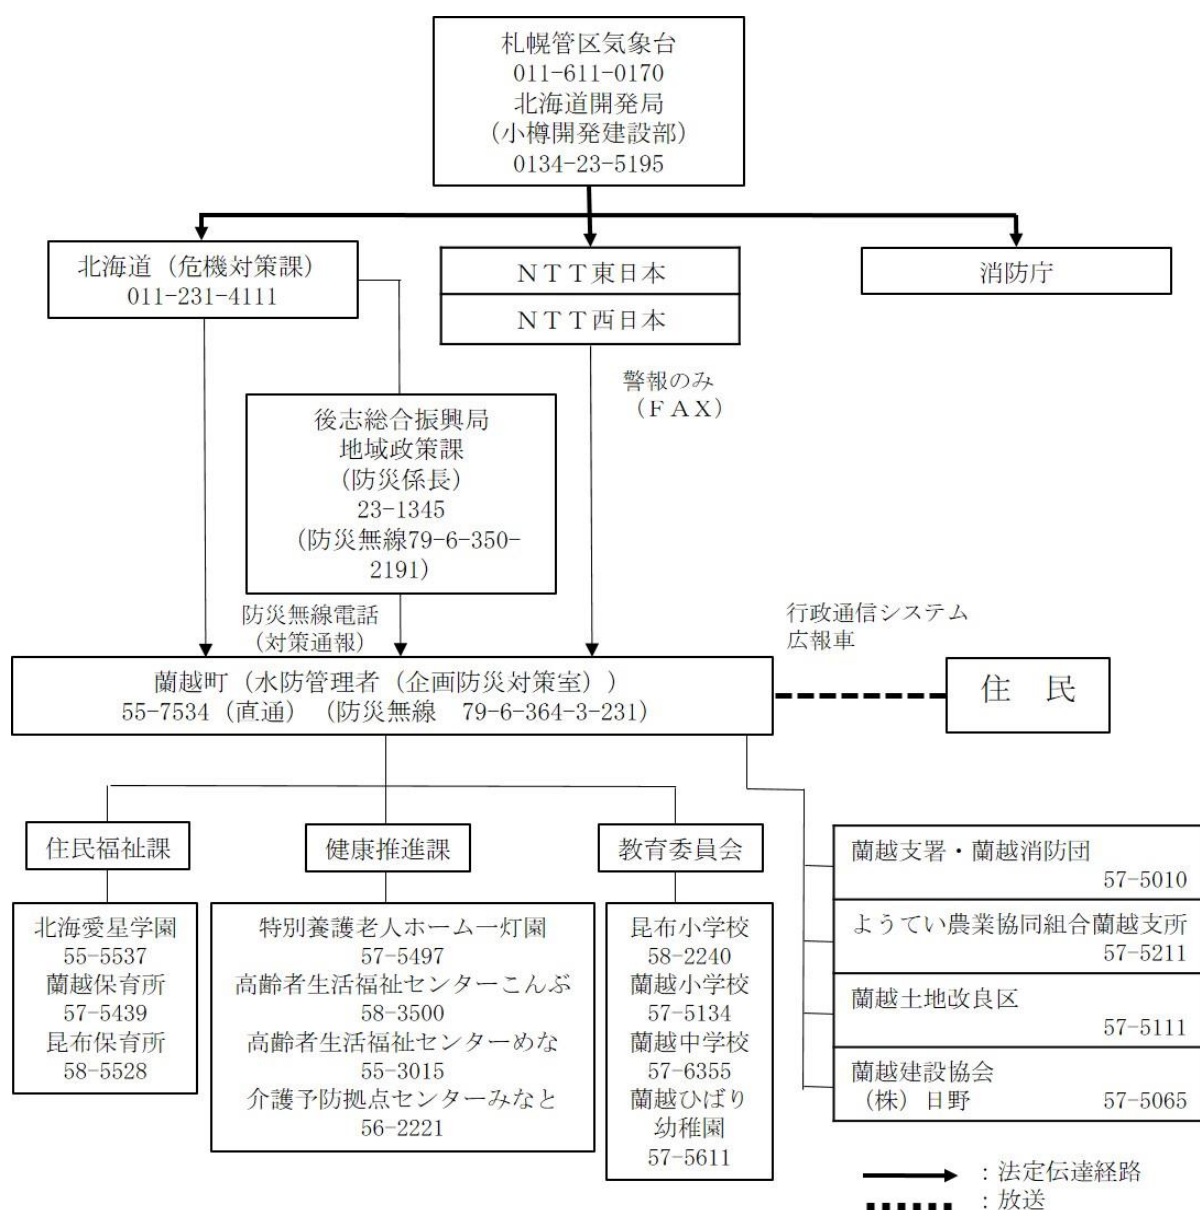 札幌管区気象台
011-611-0170
北海道開発局
(小樽開発建設部)
0134-23-5195
北海道（危機対策課）
011-231-4111
ＮＴＴ東日本
ＮＴＴ西日本
消防庁
警報のみ
（ＦＡＸ）
後志総合振興局
地域政策課
(防災係長)
23-1345
(防災無線79-6-350-
2191)
防災無線電話
(対策通報)
行政通信システム
広報車
蘭越町（水防管理者（企画防災対策室））
55-7534（直通）（防災無線　79-6-364-3-231）
住　民
住民福祉課
北海愛星学園
55-5537
蘭越保育所
57-5439
昆布保育所
58-5528
健康推進課
特別養護老人ホーム一灯園
57-5497
高齢者生活福祉センターこんぶ
58-3500
高齢者生活福祉センターめな
55-3015
介護予防拠点センターみなと
56-2221
教育委員会
昆布小学校
58-2240
蘭越小学校
57-5134
蘭越中学校
57-6355
蘭越ひばり
幼稚園
57-5611
蘭越支署・蘭越消防団
57-5010
ようてい農業協同組合蘭越支所
57-5211
蘭越土地改良区
57-5111
蘭越建設協会
（株）日野　57-5065
：法定伝達経路
：放送